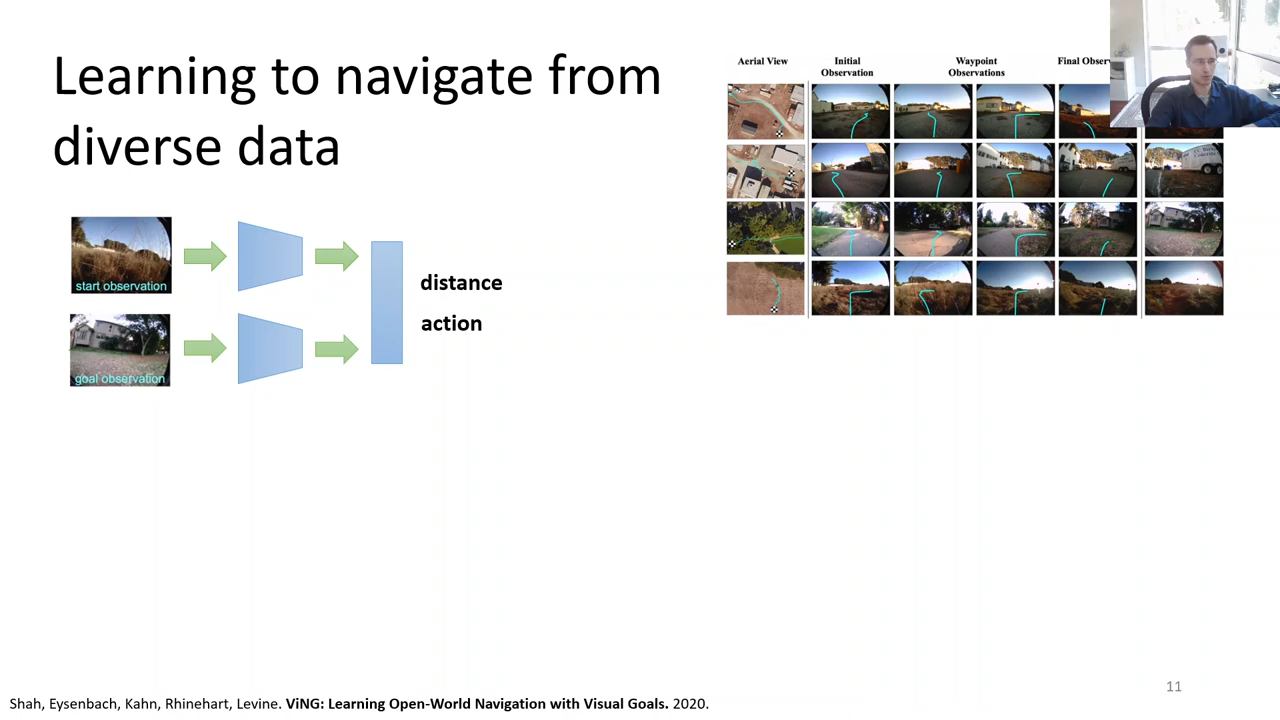 Learning to navigate from
diverse data
Aerial View
Initial
Observation
Waypoint
Observations
Final Obser
start observation
goal observation
distance
action
11
Shah, Eysenbach, Kahn, Rhinehart, Levine. ViNG: Learning Open-World Navigation with Visual Goals. 2020.